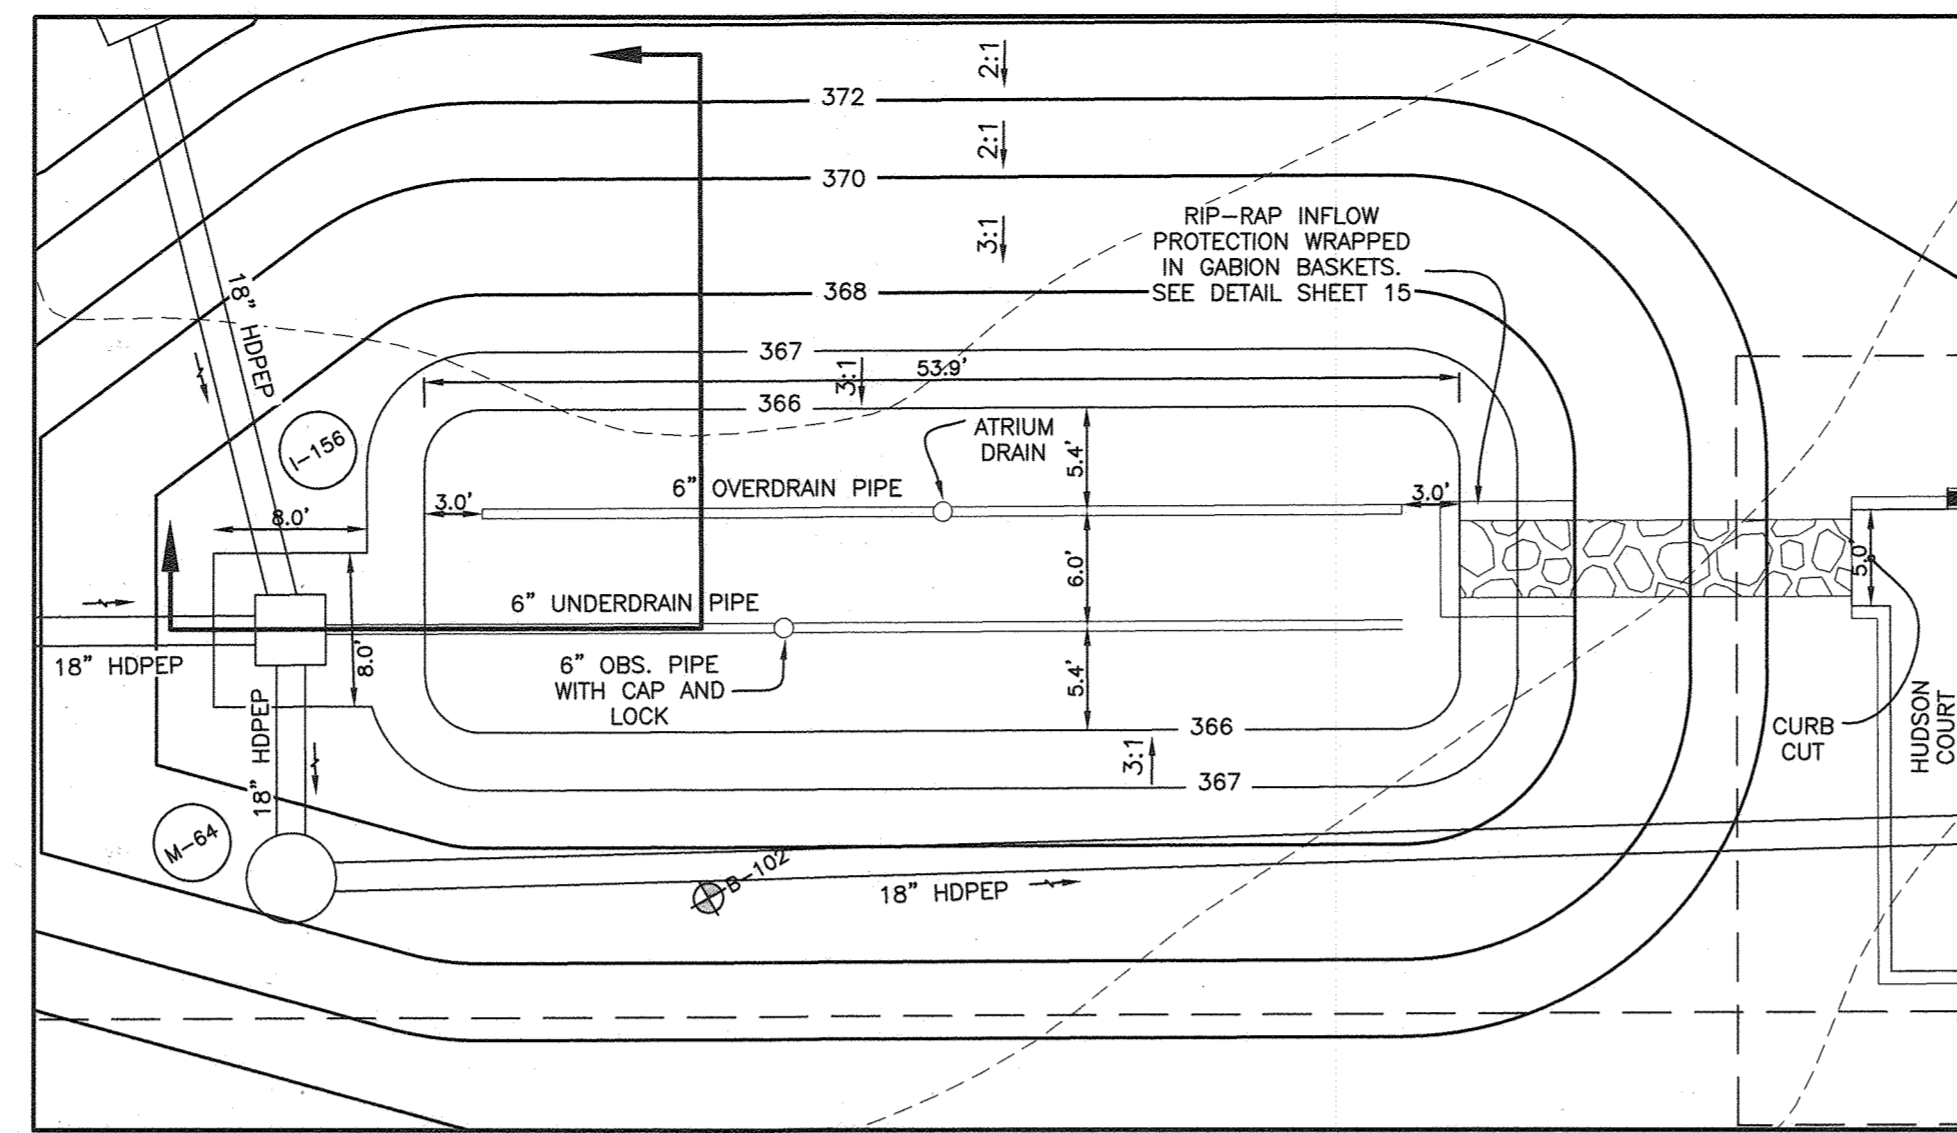 2:1
372
2:1
370
3:1
RIP-RAP INFLOW
PROTECTION WRAPPED
IN GABION BASKETS.
SEE DETAIL SHEET 15
368
18" HDPEP
367
3:1
53.9'
366
ATRIUM
DRAIN
5.4'
I-156
3.0'
6" OVERDRAIN PIPE
3.0'
8.0'
6.0'
5.0'
6" UNDERDRAIN PIPE
18" HDPEP
8.0'
6" OBS. PIPE
WITH CAP AND
LOCK
5.4'
18" HDPEP
366
3:1
367
CURB
CUT
HUDSON
COURT
M-64
B-102
18" HDPEP